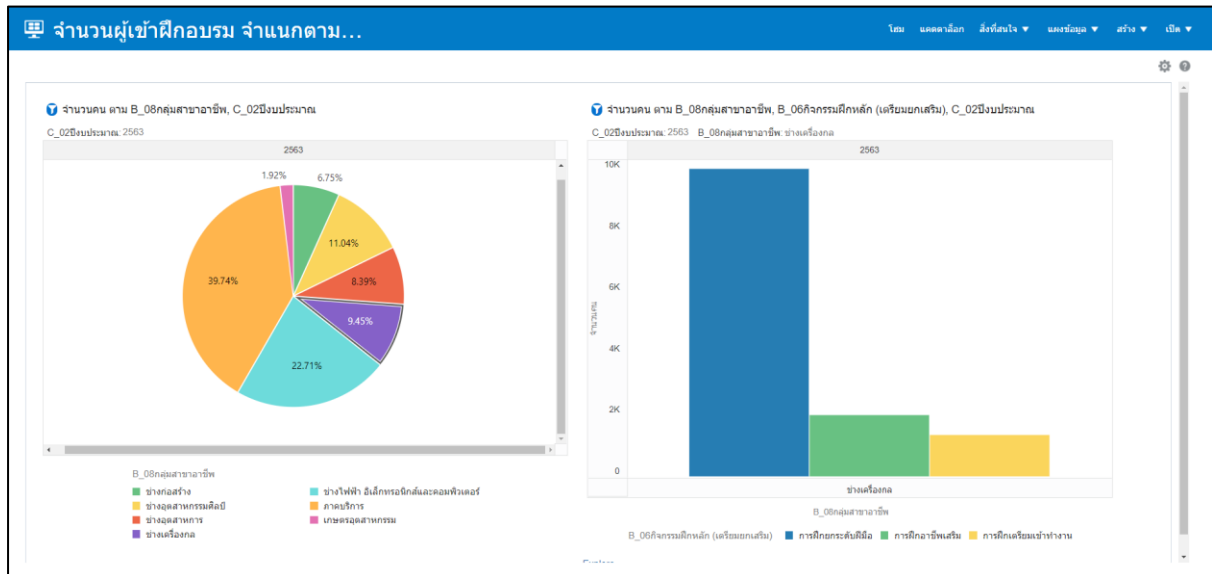 จำนวนผู้เข้าฝึกอบรม จำแนกตาม...
โฮม แคตตาล็อก สิ่งที่สนใจ แผงข้อมูล สร้าง เปิด
จำนวนคน ตาม B_08กลุ่มสาขาอาชีพ, C_02ปีงบประมาณ
C_02ปีงบประมาณ: 2563
2563
1.92%
6.75%
11.04%
39.74%
8.39%
9.45%
22.71%
B_08กลุ่มสาขาอาชีพ
ช่างก่อสร้าง
ช่างอุตสาหกรรมศิลป์
ช่างอุตสาหการ
ช่างเครื่องกล
ช่างไฟฟ้า อิเล็กทรอนิกส์และคอมพิวเตอร์
ภาคบริการ
เกษตรอุตสาหกรรม
จำนวนคน ตาม B_08กลุ่มสาขาอาชีพ, B_06กิจกรรมฝึกหลัก (เตรียมยกเสริม), C_02ปีงบประมาณ
C_02ปีงบประมาณ: 2563 B_08กลุ่มสาขาอาชีพ: ช่างเครื่องกล
2563
10K
8K
6K
4K
2K
0
จำนวนคน
ช่างเครื่องกล
B_08กลุ่มสาขาอาชีพ
B_06กิจกรรมฝึกหลัก (เตรียมยกเสริม) การฝึกยกระดับฝีมือ การฝึกอาชีพเสริม การฝึกเตรียมเข้าทำงาน